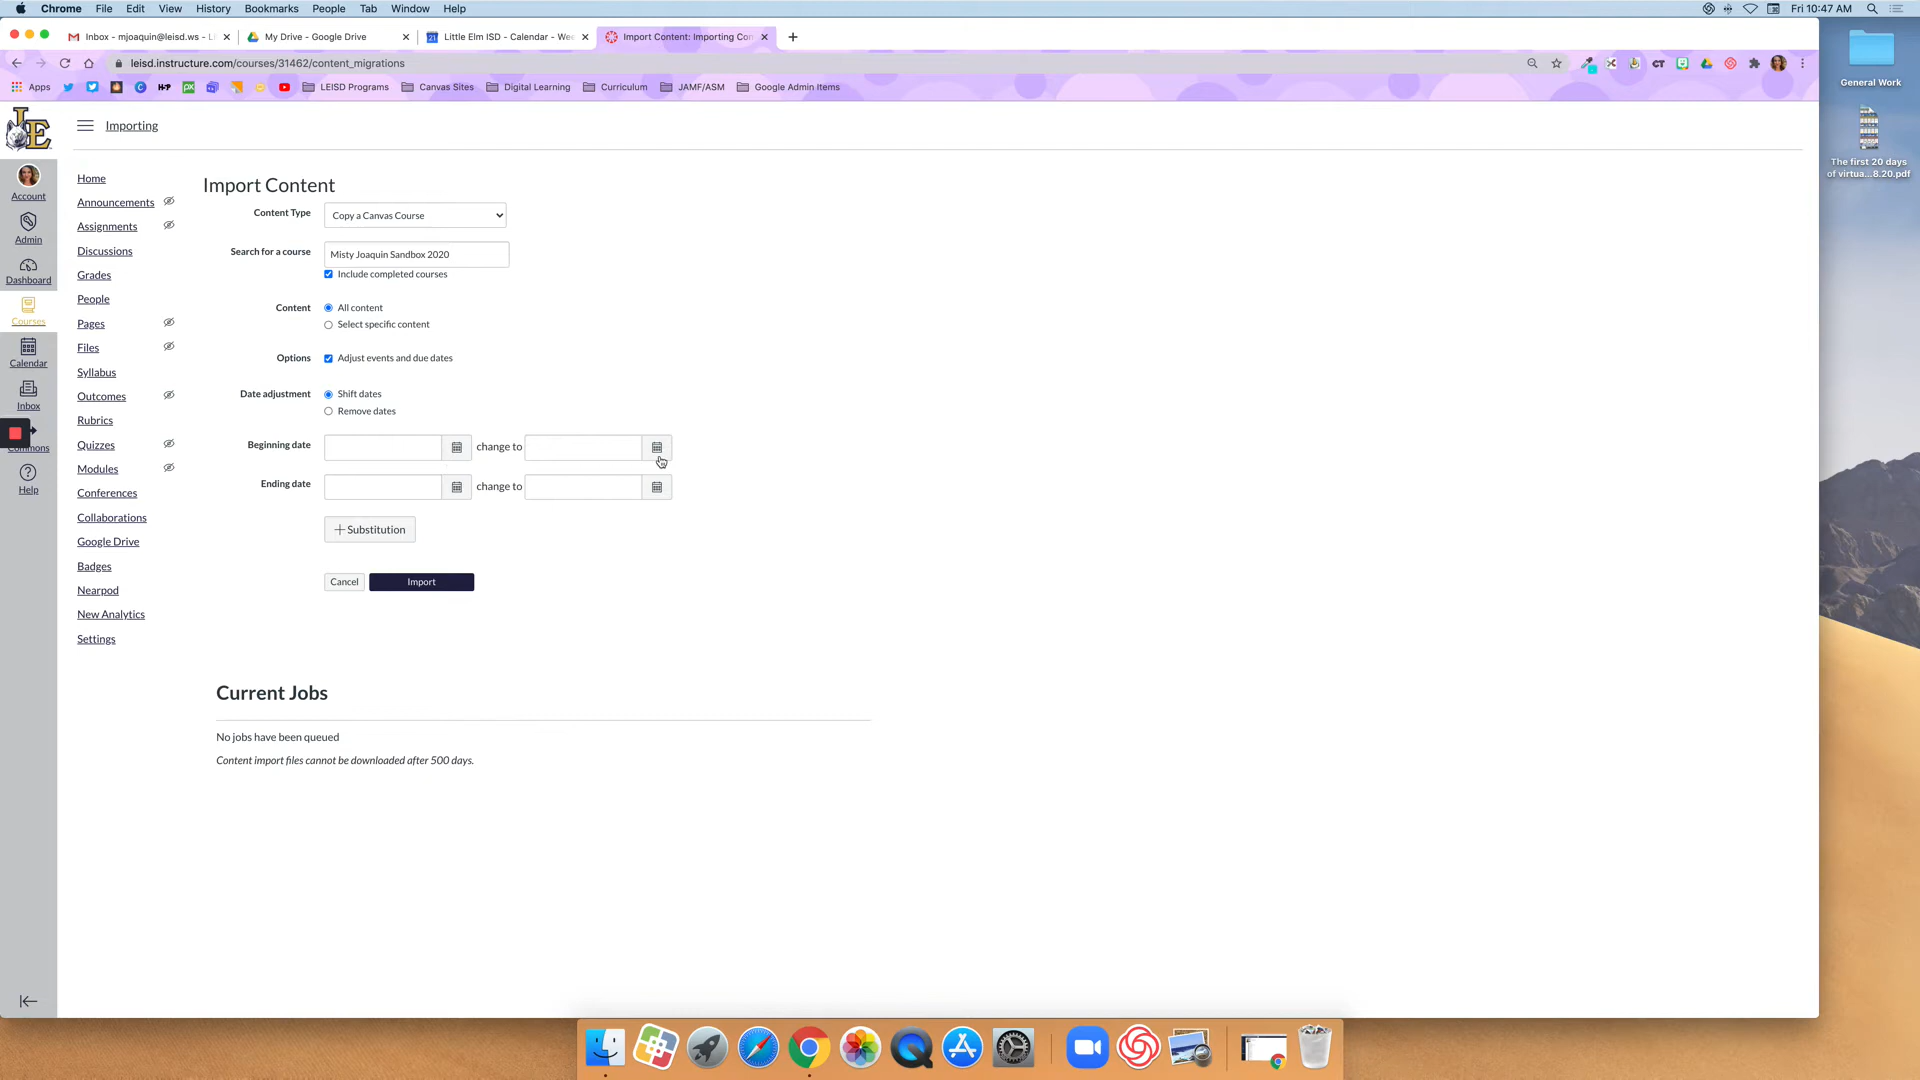 Chrome File Edit View History Bookmarks People Tab Window Help
Fri 10:47 AM
Inbox - mjoaquin@leisd.ws - Li
My Drive - Google Drive
Little Elm ISD - Calendar - Wee
Import Content: Importing Con
leisd.instructure.com/courses/31462/content_migrations
Apps
LEISD Programs
Canvas Sites
Digital Learning
Curriculum
JAMF/ASM
Google Admin Items
General Work
The first 20 days
of virtua...8.20.pdf
LE
Importing
Account
Admin
Dashboard
Courses
Calendar
Inbox
Commons
Help
Home
Announcements
Assignments
Discussions
Grades
People
Pages
Files
Syllabus
Outcomes
Rubrics
Quizzes
Modules
Conferences
Collaborations
Google Drive
Badges
Nearpod
New Analytics
Settings
Import Content
Content Type Copy a Canvas Course
Search for a course Misty Joaquin Sandbox 2020
Include completed courses
Content All content
Select specific content
Options Adjust events and due dates
Date adjustment Shift dates
Remove dates
Beginning date change to
Ending date change to
+ Substitution
Cancel Import
Current Jobs
No jobs have been queued
Content import files cannot be downloaded after 500 days.